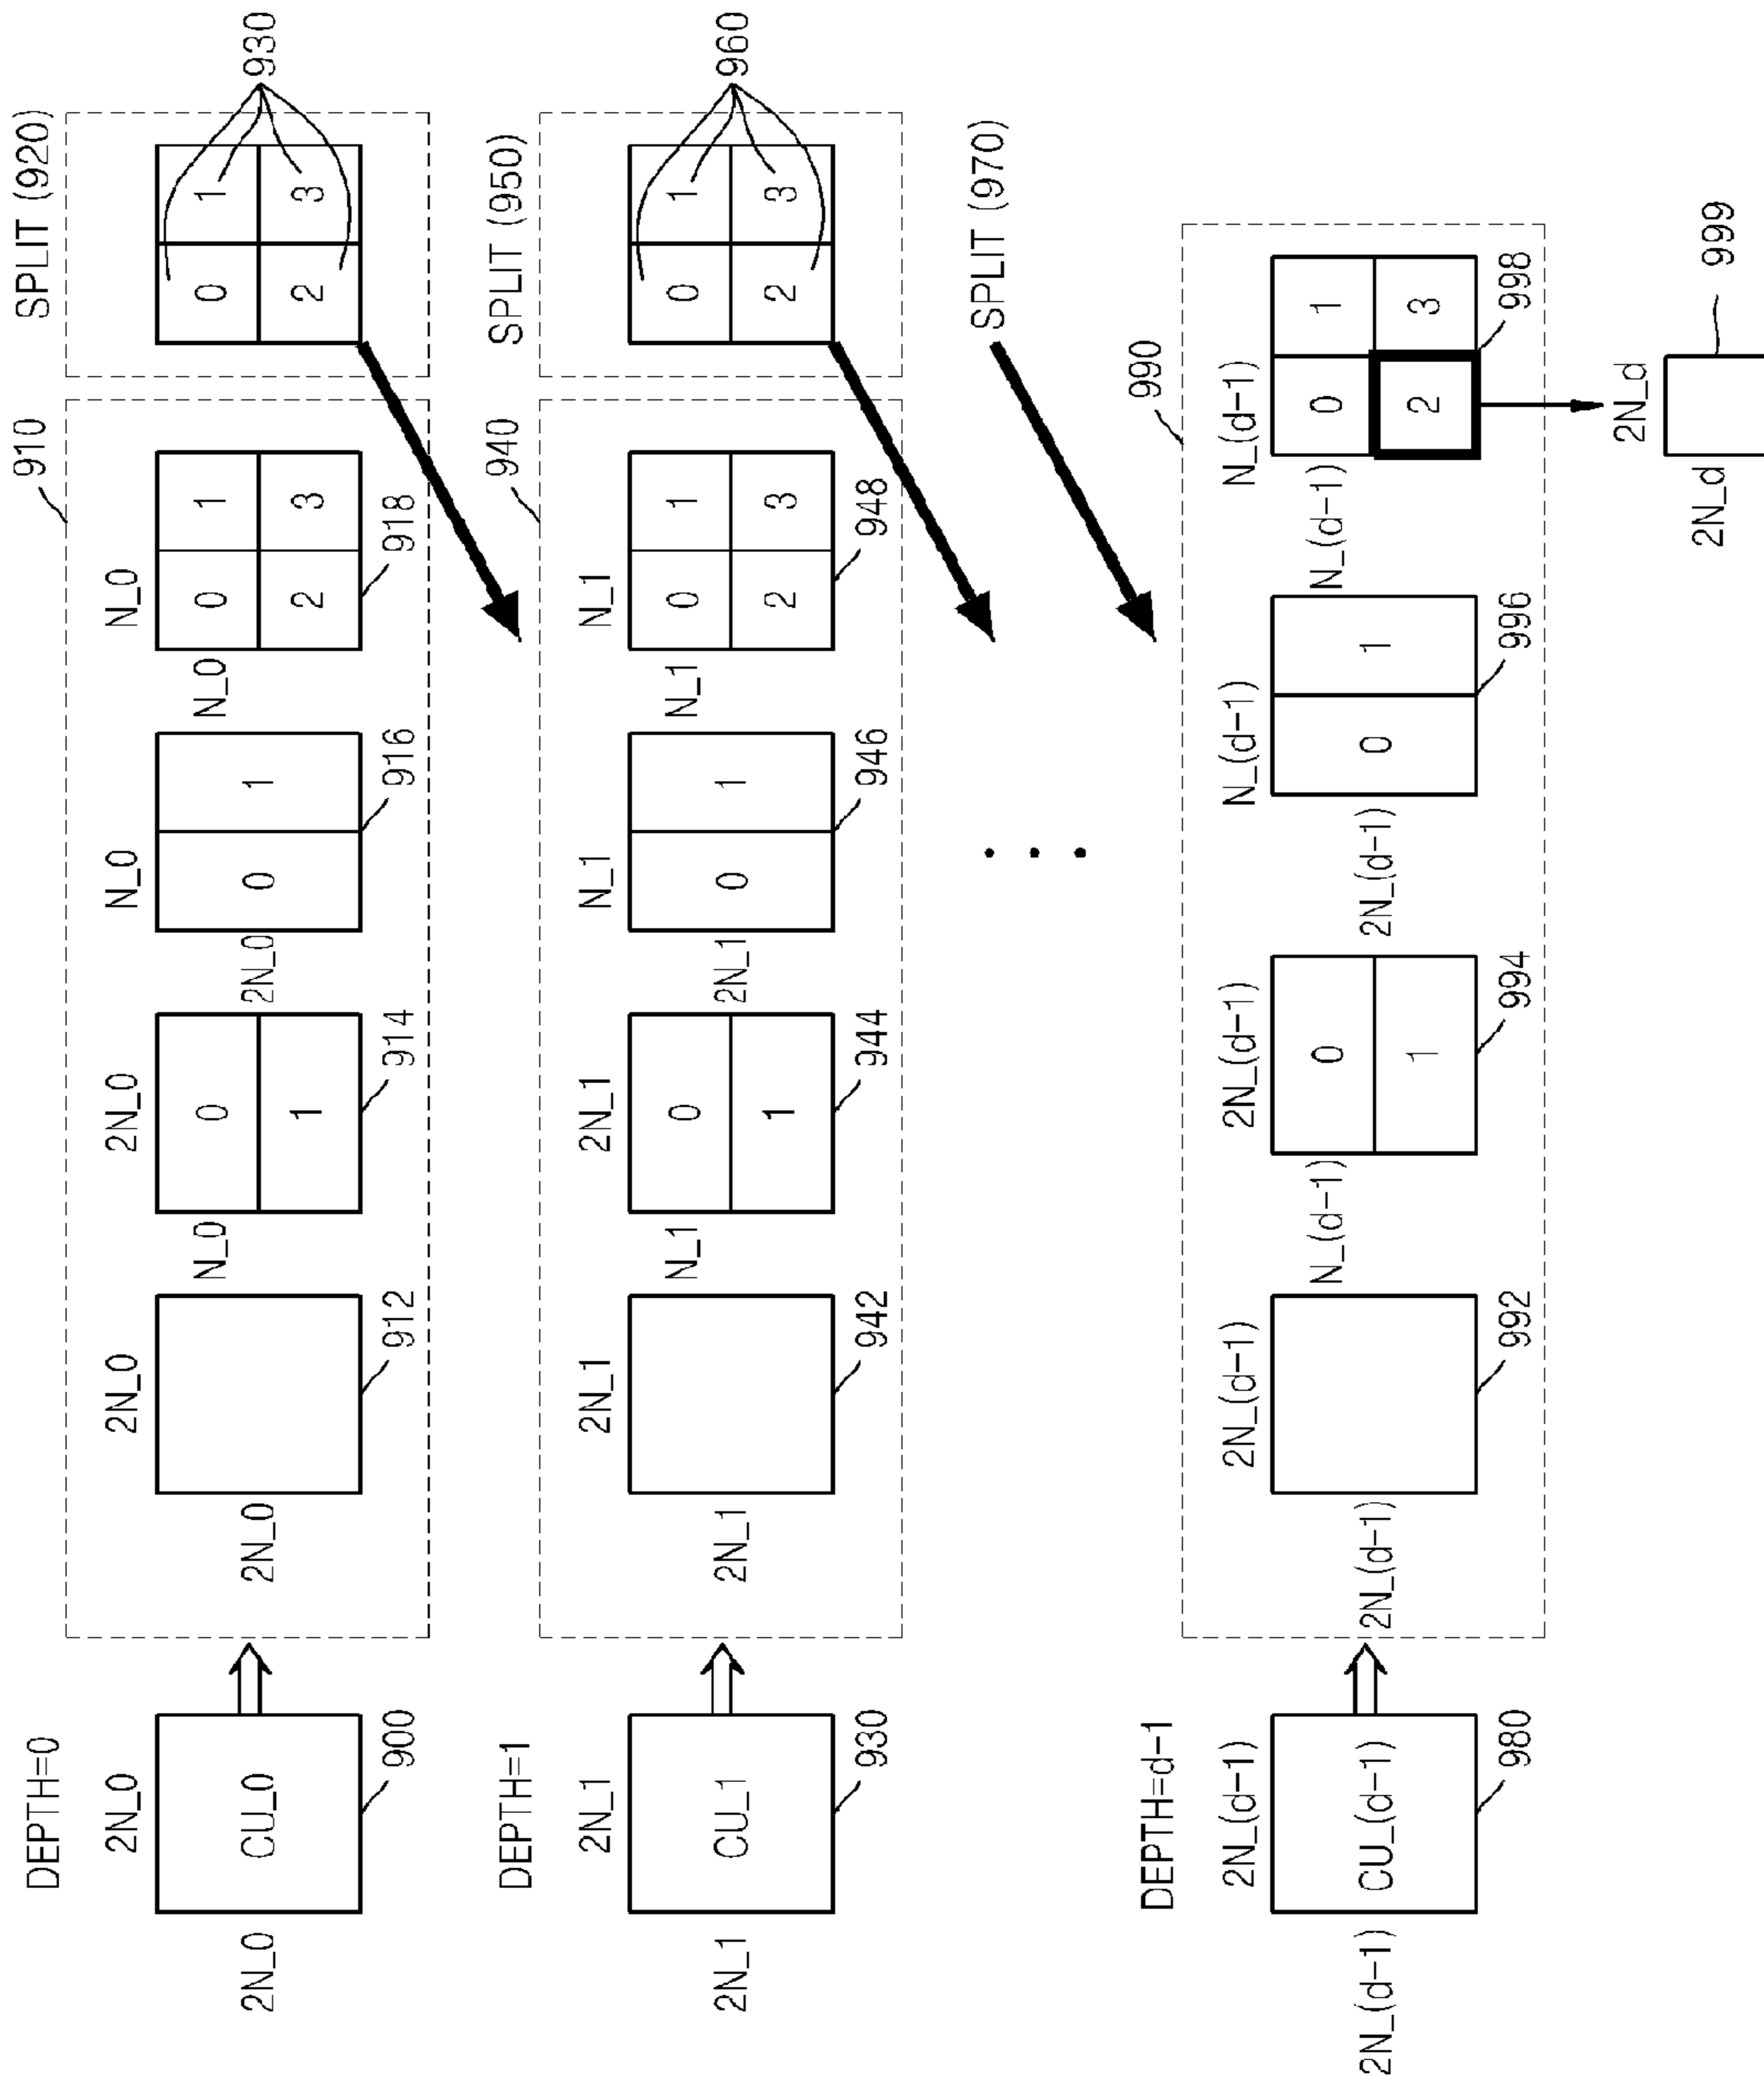 DEPTH=0
2N_0
2N_0
CU_0
900
910
2N_0
2N_0
912
2N_0
N_0
0
1
914
N_0
2N_0
0 1
916
N_0
N_0
0 1
2 3
918
SPLIT (920)
0 1
2 3
930
DEPTH=1
2N_1
2N_1
CU_1
930
940
2N_1
2N_1
942
2N_1
N_1
0
1
944
N_1
2N_1
0 1
946
N_1
N_1
0 1
2 3
948
SPLIT (950)
0 1
2 3
960
SPLIT (970)
DEPTH=d-1
2N_(d-1)
2N_(d-1)
CU_(d-1)
980
990
2N_(d-1)
2N_(d-1)
992
2N_(d-1)
N_(d-1)
0
1
994
N_(d-1)
2N_(d-1)
0 1
996
N_(d-1)
N_(d-1)
0 1
2 3
998
2N_d
2N_d
999